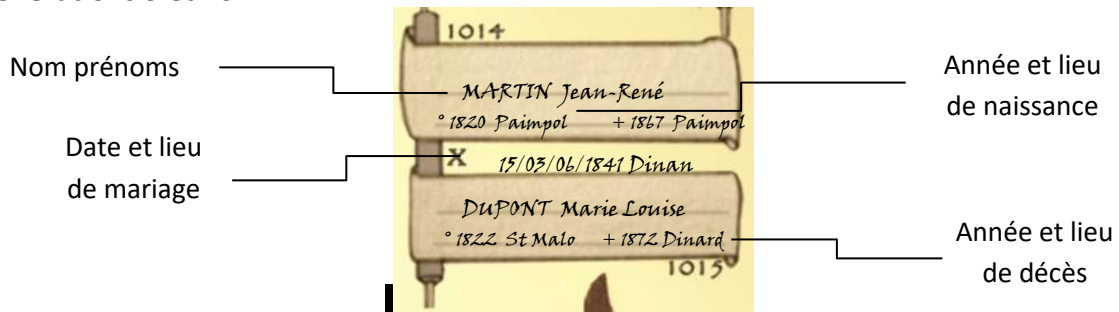 1014
Nom prénoms
MARTIN Jean-René
Année et lieu
de naissance
° 1820 Paimpol + 1867 Paimpol
Date et lieu
de mariage
X 15/03/06/1841 Dinan
DUPONT Marie Louise
° 1822 St Malo + 1872 Dinard
Année et lieu
de décès
1015